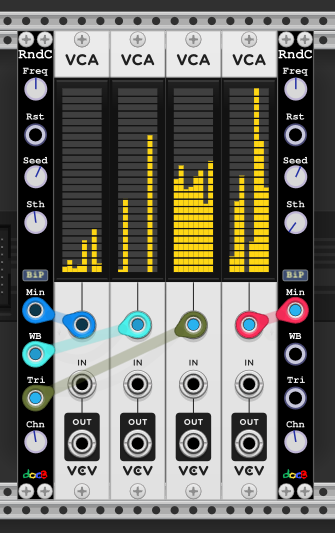 RndC VCA VCA VCA VCA RndC
Freq Freq
Rst Rst
Seed Seed
Sth Sth
BiP BiP
Min Min
WB WB
Tri IN IN IN IN Tri
Chn OUT OUT OUT OUT Chn
docB VCV VCV VCV VCV docB